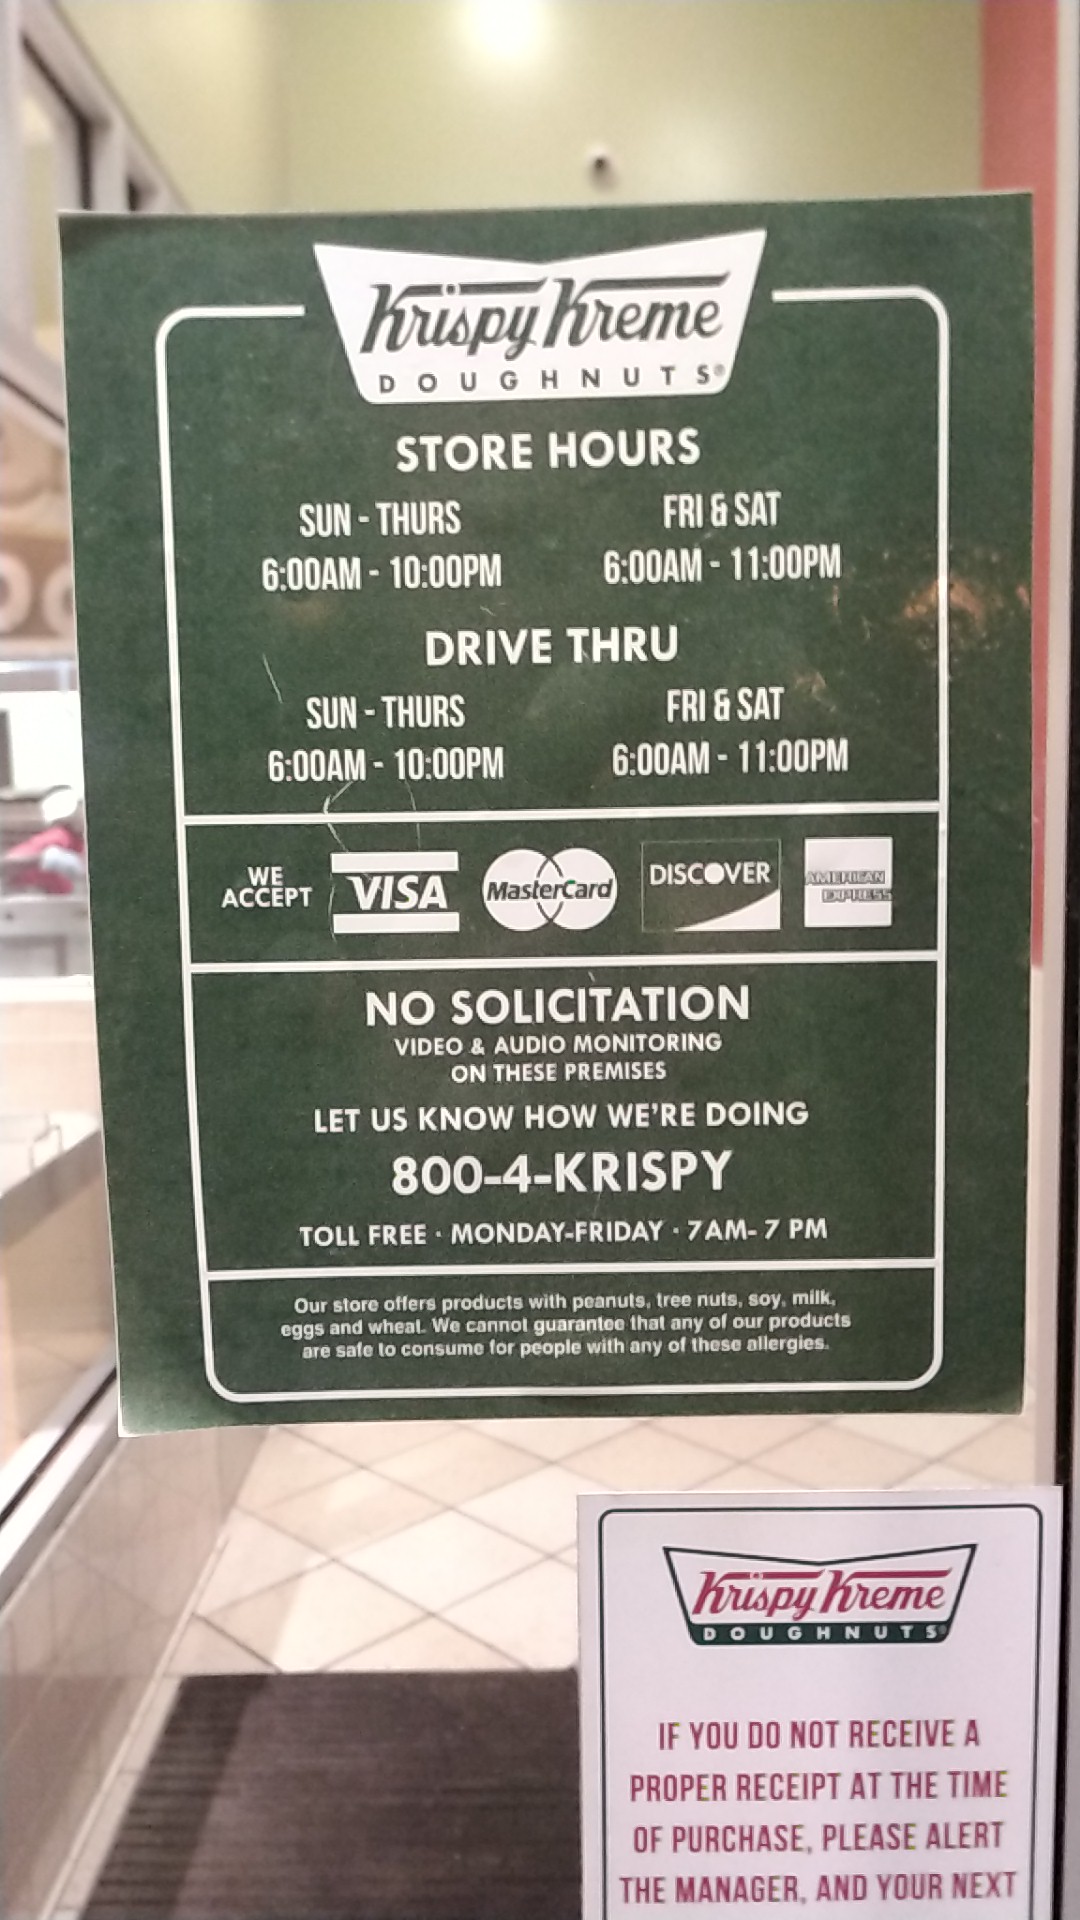 Krispy Kreme
DOUGHNUTS®
STORE HOURS
SUN - THURS FRI & SAT
6:00AM - 10:00PM 6:00AM - 11:00PM
DRIVE THRU
SUN - THURS FRI & SAT
6:00AM - 10:00PM 6:00AM - 11:00PM
WE ACCEPT VISA MasterCard DISCOVER AMERICAN EXPRESS
NO SOLICITATION
VIDEO & AUDIO MONITORING
ON THESE PREMISES
LET US KNOW HOW WE'RE DOING
800-4-KRISPY
TOLL FREE · MONDAY-FRIDAY · 7AM- 7 PM
Our store offers products with peanuts, tree nuts, soy, milk,
eggs and wheat. We cannot guarantee that any of our products
are safe to consume for people with any of these allergies.
Krispy Kreme
DOUGHNUTS®
IF YOU DO NOT RECEIVE A
PROPER RECEIPT AT THE TIME
OF PURCHASE, PLEASE ALERT
THE MANAGER, AND YOUR NEXT